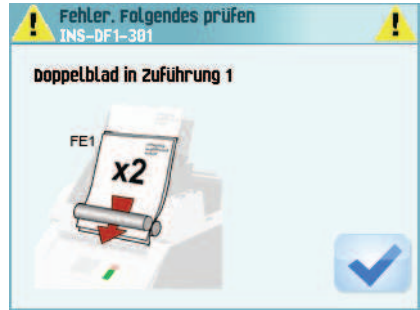 Fehler. Folgendes prüfen
INS-DF1-301
Doppelblad in Zuführung 1
FE1
x2